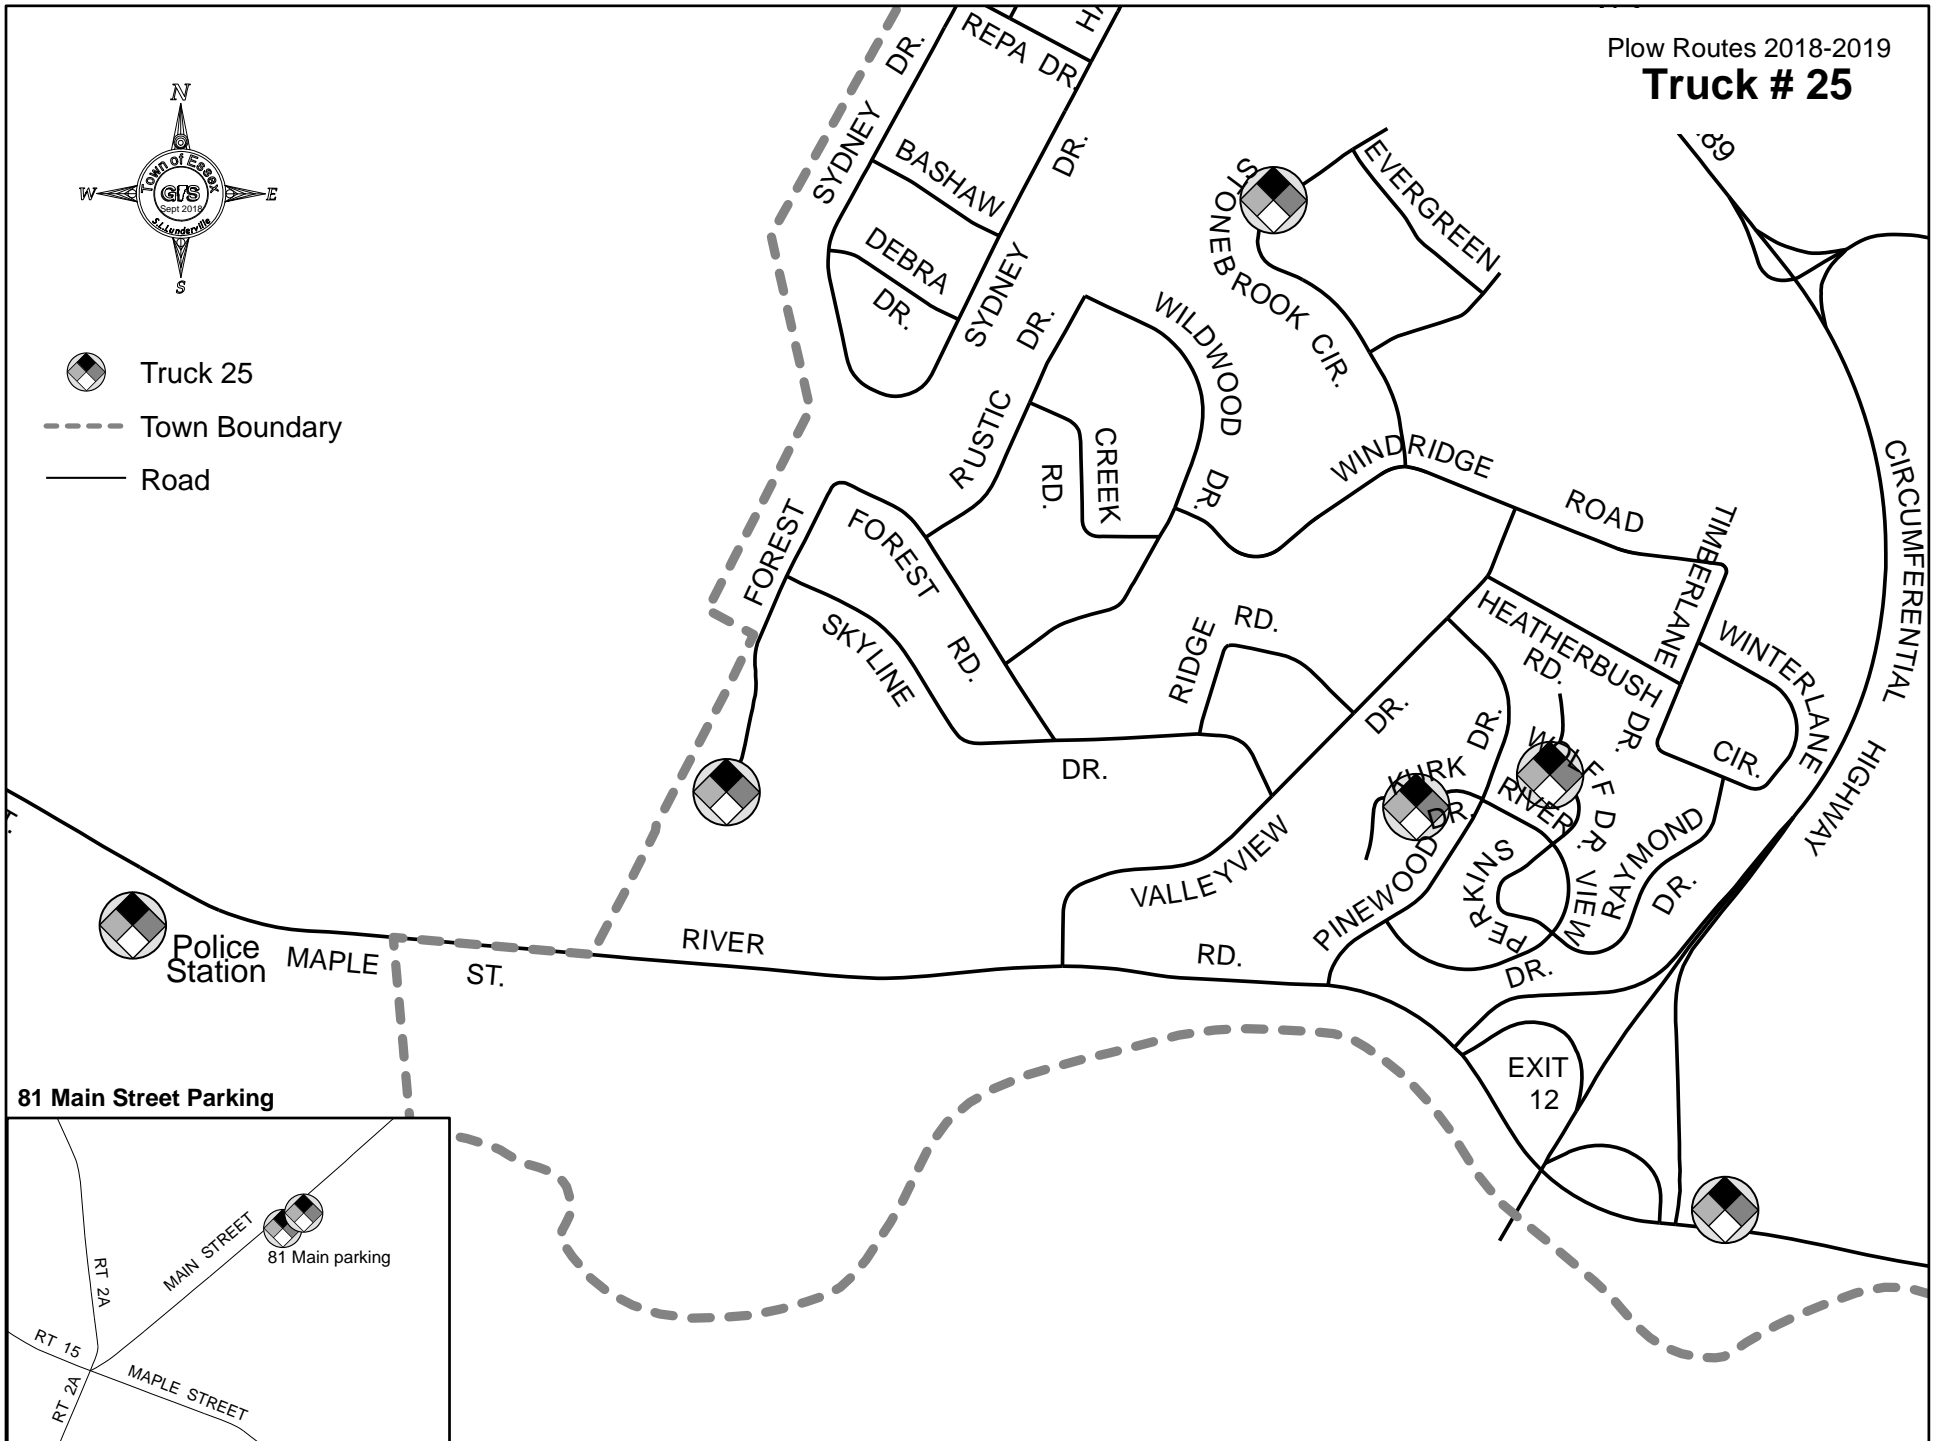 Plow Routes 2018-2019
Truck # 25
N
W
E
S
Town of Essex
GIS
Sept 2018
S.L.Lunderville
Truck 25
Town Boundary
Road
REPA DR.
SYDNEY DR.
BASHAW
DEBRA
DR.
SYDNEY DR.
STONEBROOK CIR.
EVERGREEN
89
WILDWOOD DR.
RUSTIC DR.
CREEK
RD.
WINDRIDGE ROAD
FOREST
FOREST RD.
SKYLINE
DR.
RIDGE RD.
TIMBERLANE
DR.
HEATHERBUSH
RD.
WINTERLANE
CIR.
CIRCUMFERENTIAL
HIGHWAY
VALLEYVIEW DR.
KURK
DR.
WOLFF DR.
RIVER VIEW
DR.
PERKINS
PINEWOOD DR.
RAYMOND
DR.
Police
Station
MAPLE ST.
RIVER RD.
EXIT
12
81 Main Street Parking
MAIN STREET
81 Main parking
RT 2A
RT 15
RT 2A
MAPLE STREET